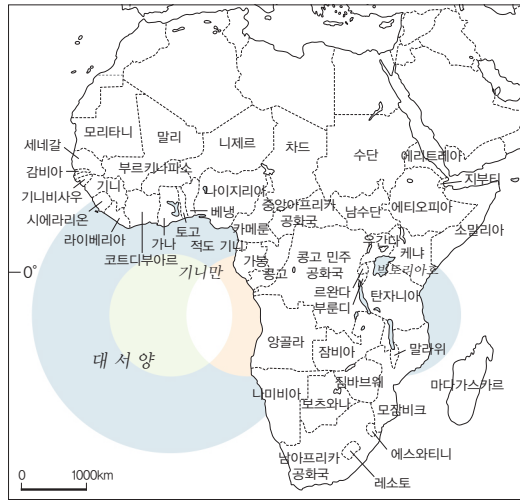 모리타니
말리
니제르
차드
수단
에리트레아
세네갈
감비아
기니비사우
기니
부르키나파소
나이지리아
중앙아프리카
공화국
남수단
에티오피아
지부티
소말리아
시에라리온
라이베리아
코트디부아르
가나
토고
베냉
적도 기니
카메룬
기니만
가봉
콩고
콩고 민주
공화국
우간다
케냐
빅토리아호
르완다
부룬디
탄자니아
0°
대서양
앙골라
잠비아
말라위
나미비아
보츠와나
짐바브웨
모잠비크
마다가스카르
남아프리카
공화국
에스와티니
레소토
0 1000km